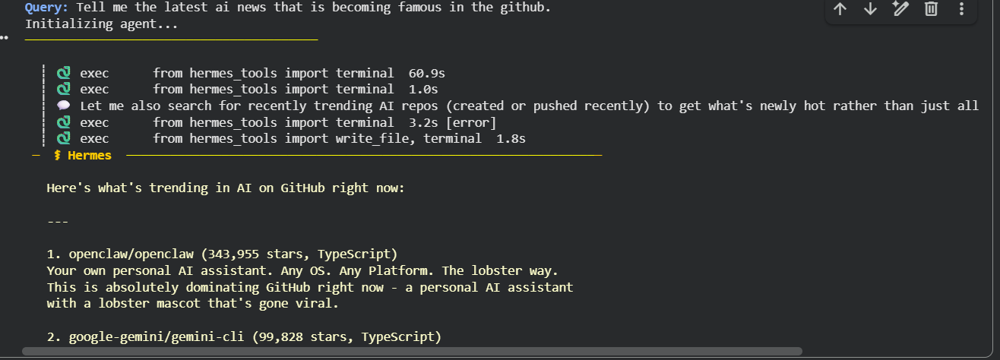 Query: Tell me the latest ai news that is becoming famous in the github.
Initializing agent...
exec from hermes_tools import terminal 60.9s
exec from hermes_tools import terminal 1.0s
Let me also search for recently trending AI repos (created or pushed recently) to get what's newly hot rather than just all
exec from hermes_tools import terminal 3.2s [error]
exec from hermes_tools import write_file, terminal 1.8s
Hermes
Here's what's trending in AI on GitHub right now:
---
1. openclaw/openclaw (343,955 stars, TypeScript)
Your own personal AI assistant. Any OS. Any Platform. The lobster way.
This is absolutely dominating GitHub right now - a personal AI assistant
with a lobster mascot that's gone viral.
2. google-gemini/gemini-cli (99,828 stars, TypeScript)